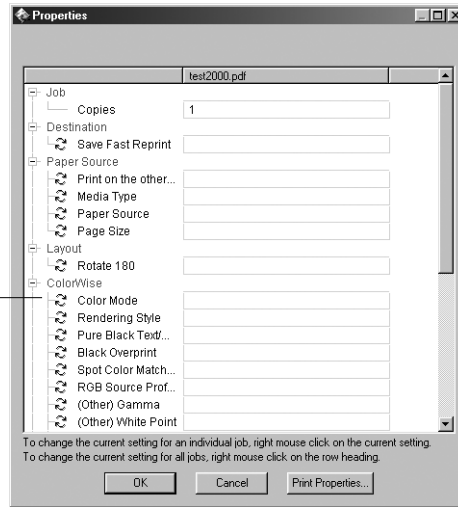 Properties
test2000.pdf
Job
Copies 1
Destination
Save Fast Reprint
Paper Source
Print on the other...
Media Type
Paper Source
Page Size
Layout
Rotate 180
ColorWise
Color Mode
Rendering Style
Pure Black Text/...
Black Overprint
Spot Color Match...
RGB Source Prof...
(Other) Gamma
(Other) White Point
To change the current setting for an individual job, right mouse click on the current setting.
To change the current setting for all jobs, right mouse click on the row heading.
OK Cancel Print Properties...